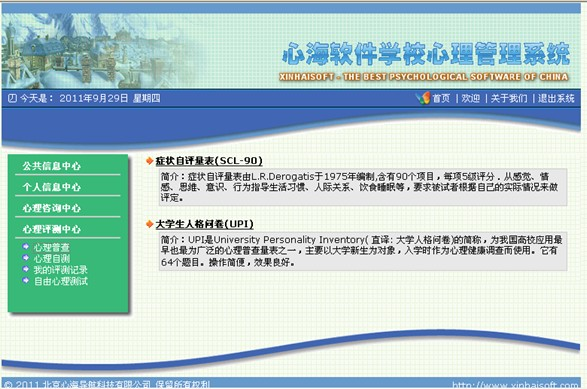 心海软件学校心理管理系统
XINHAISOFT - THE BEST PSYCHOLOGICAL SOFTWARE OF CHINA
今天是： 2011年9月29日 星期四
首页 | 欢迎 | 关于我们 | 退出系统
公共信息中心
个人信息中心
心理咨询中心
心理评测中心
心理普查
心理自测
我的评测记录
自由心理测试
症状自评量表(SCL-90)
简介：症状自评量表由L.R.Derogatis于1975年编制,含有90个项目，每项5级评分．从感觉、情
感、思维、意识、行为指导生活习惯、人际关系、饮食睡眠等，要求被试者根据自己的实际情况来做
评定。
大学生人格问卷(UPI)
简介：UPI是University Personality Inventory( 直译: 大学人格问卷)的简称，为我国高校应用最
早也最为广泛的心理普查量表之一，主要以大学新生为对象，入学时作为心理健康调查而使用。它有
64个题目。操作简便，效果良好。
© 2011 北京心海导航科技有限公司 保留所有权利
http://www.xinhaisoft.com